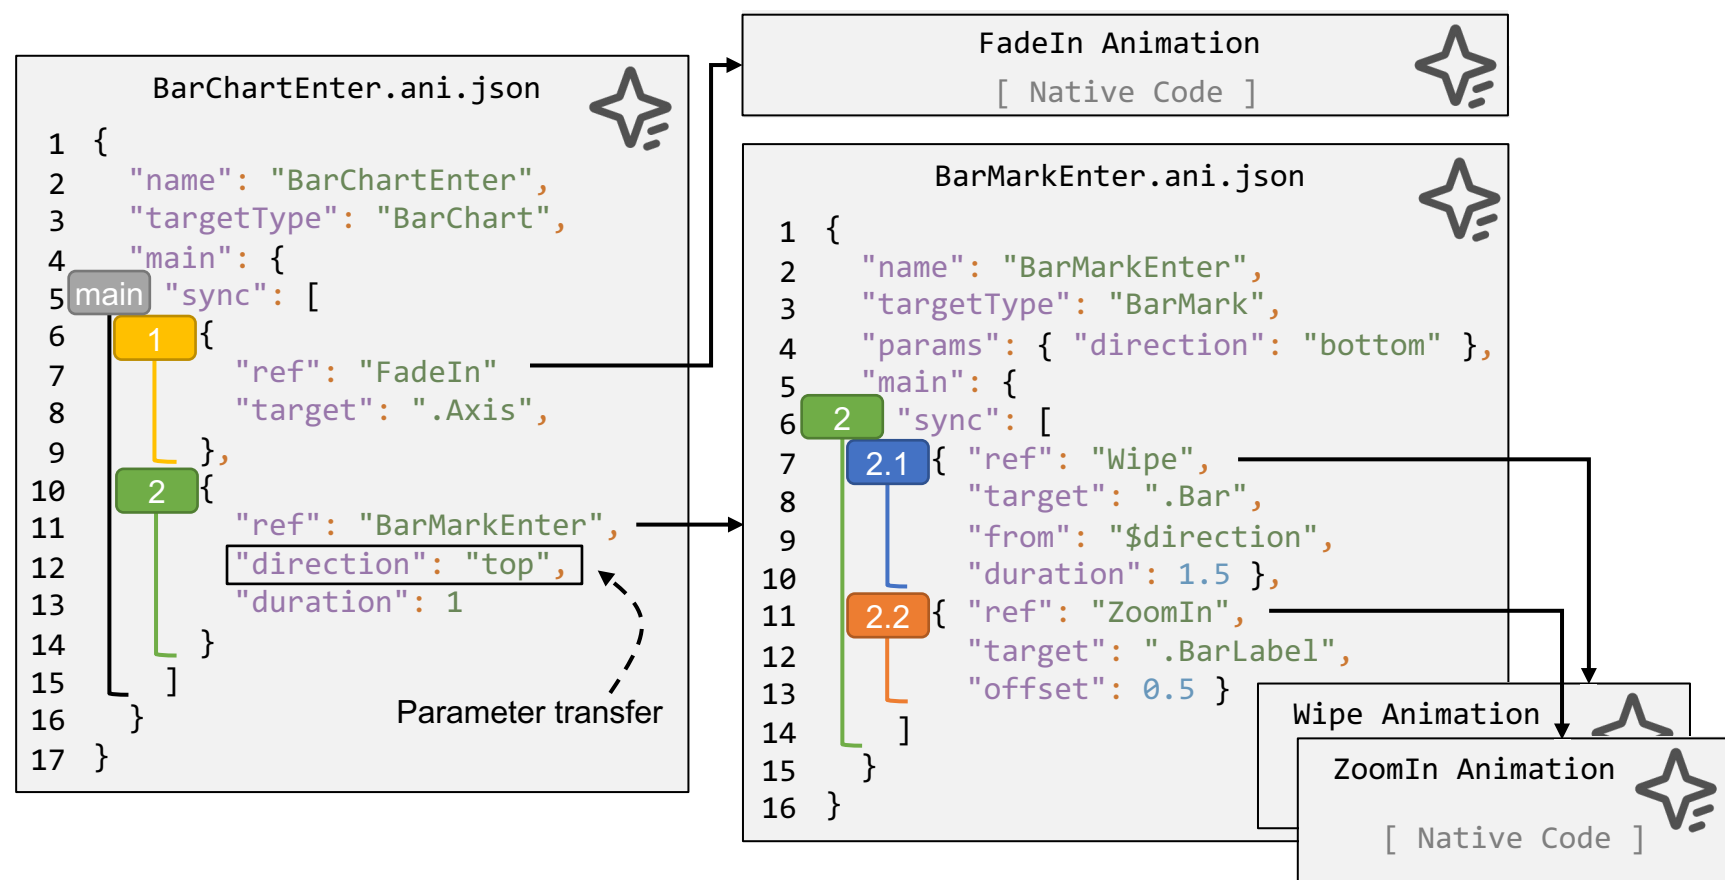 BarChartEnter.ani.json
1 {
2 "name": "BarChartEnter",
3 "targetType": "BarChart",
4 "main": {
5 main "sync": [
6 1 {
7 "ref": "FadeIn"
8 "target": ".Axis",
9 },
10 2 {
11 "ref": "BarMarkEnter",
12 "direction": "top",
13 "duration": 1
14 }
15 ]
16 }
17 }
Parameter transfer
FadeIn Animation
[ Native Code ]
BarMarkEnter.ani.json
1 {
2 "name": "BarMarkEnter",
3 "targetType": "BarMark",
4 "params": { "direction": "bottom" },
5 "main": {
6 2 "sync": [
7 2.1 { "ref": "Wipe",
8 "target": ".Bar",
9 "from": "$direction",
10 "duration": 1.5 },
11 2.2 { "ref": "ZoomIn",
12 "target": ".BarLabel",
13 "offset": 0.5 }
14 ]
15 }
16 }
Wipe Animation
ZoomIn Animation
[ Native Code ]